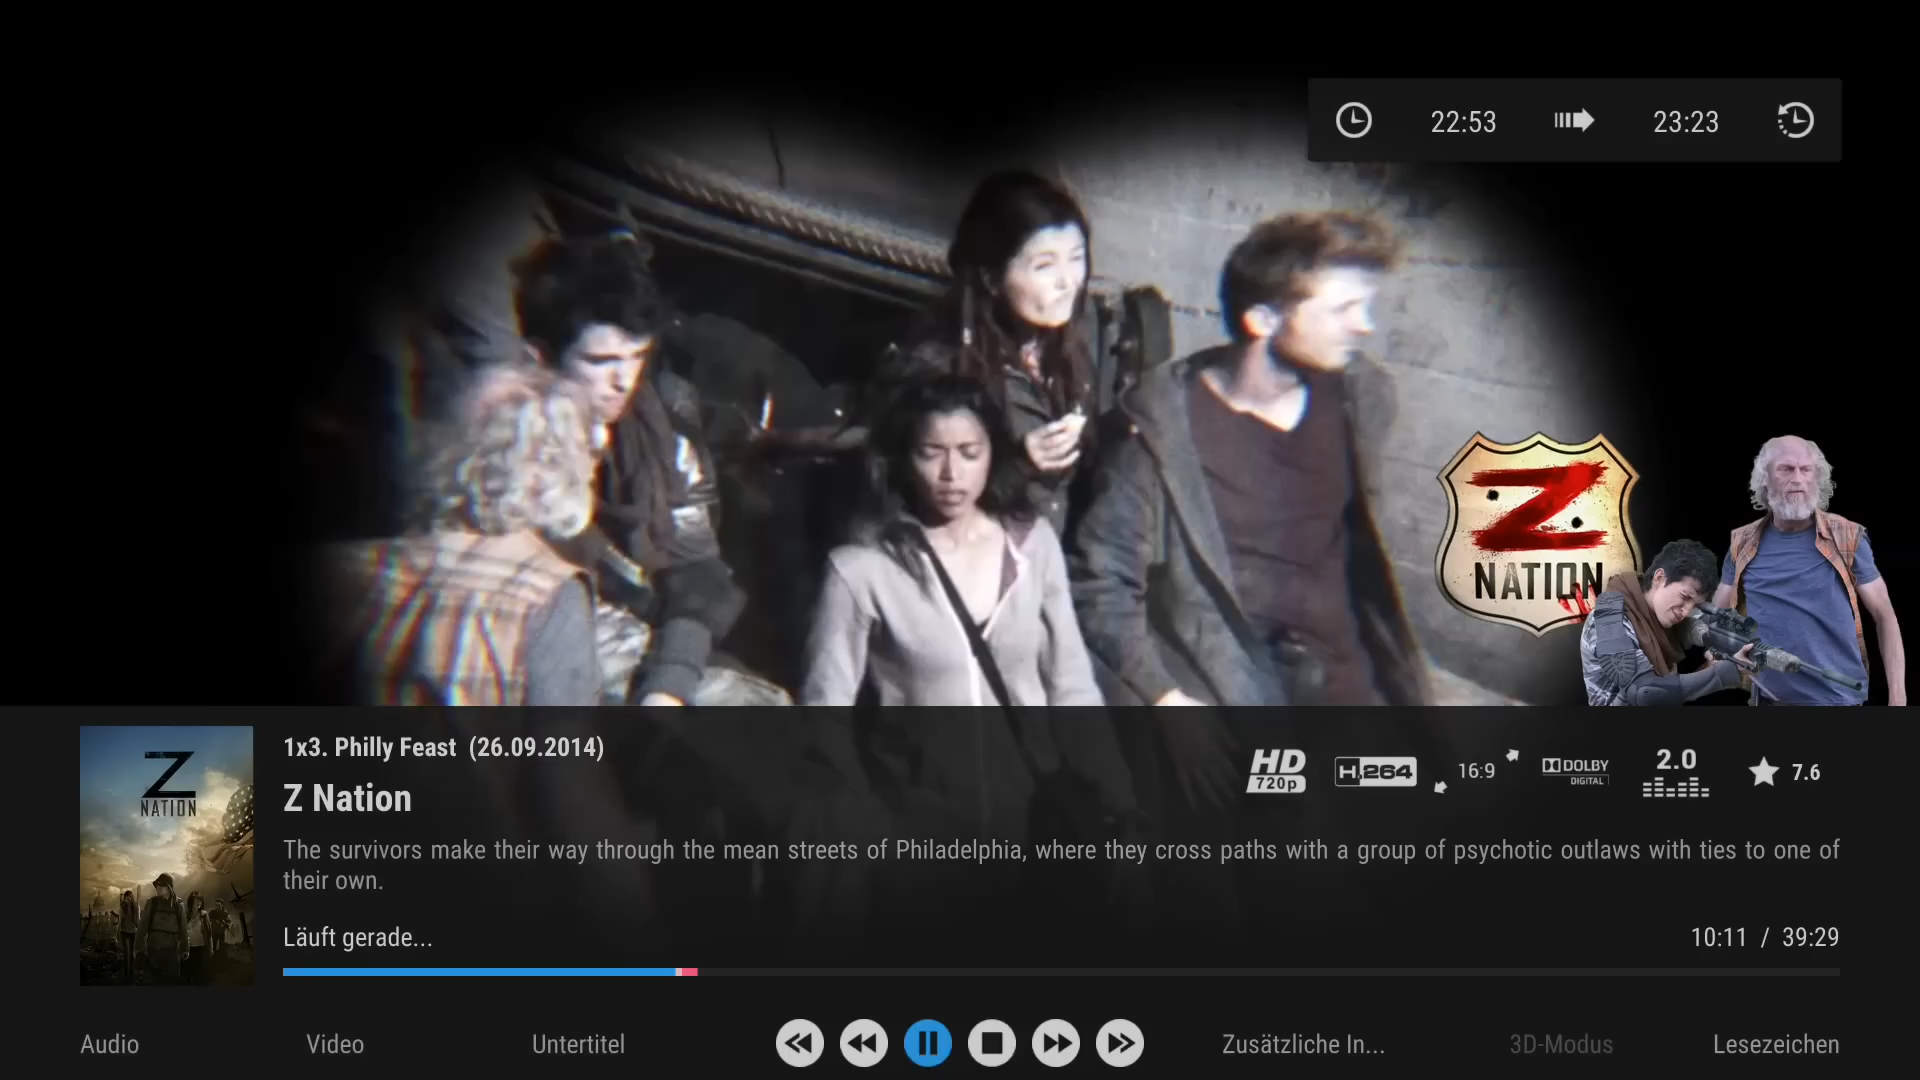 22:53
23:23
Z
NATION
Z
NATION
1x3. Philly Feast (26.09.2014)
Z Nation
HD
720p
H.264
16:9
DOLBY
DIGITAL
2.0
7.6
The survivors make their way through the mean streets of Philadelphia, where they cross paths with a group of psychotic outlaws with ties to one of
their own.
Läuft gerade...
10:11 / 39:29
Audio
Video
Untertitel
Zusätzliche In...
3D-Modus
Lesezeichen